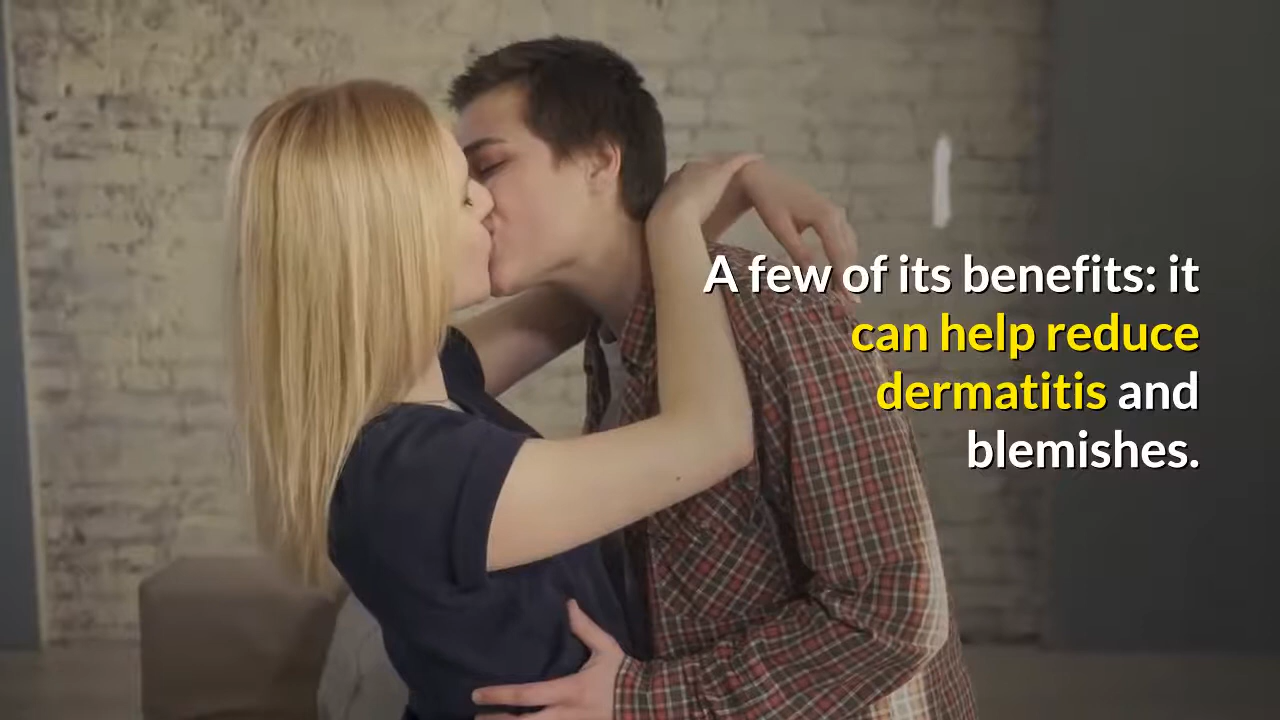 A few of its benefits: it
can help reduce
dermatitis and
blemishes.